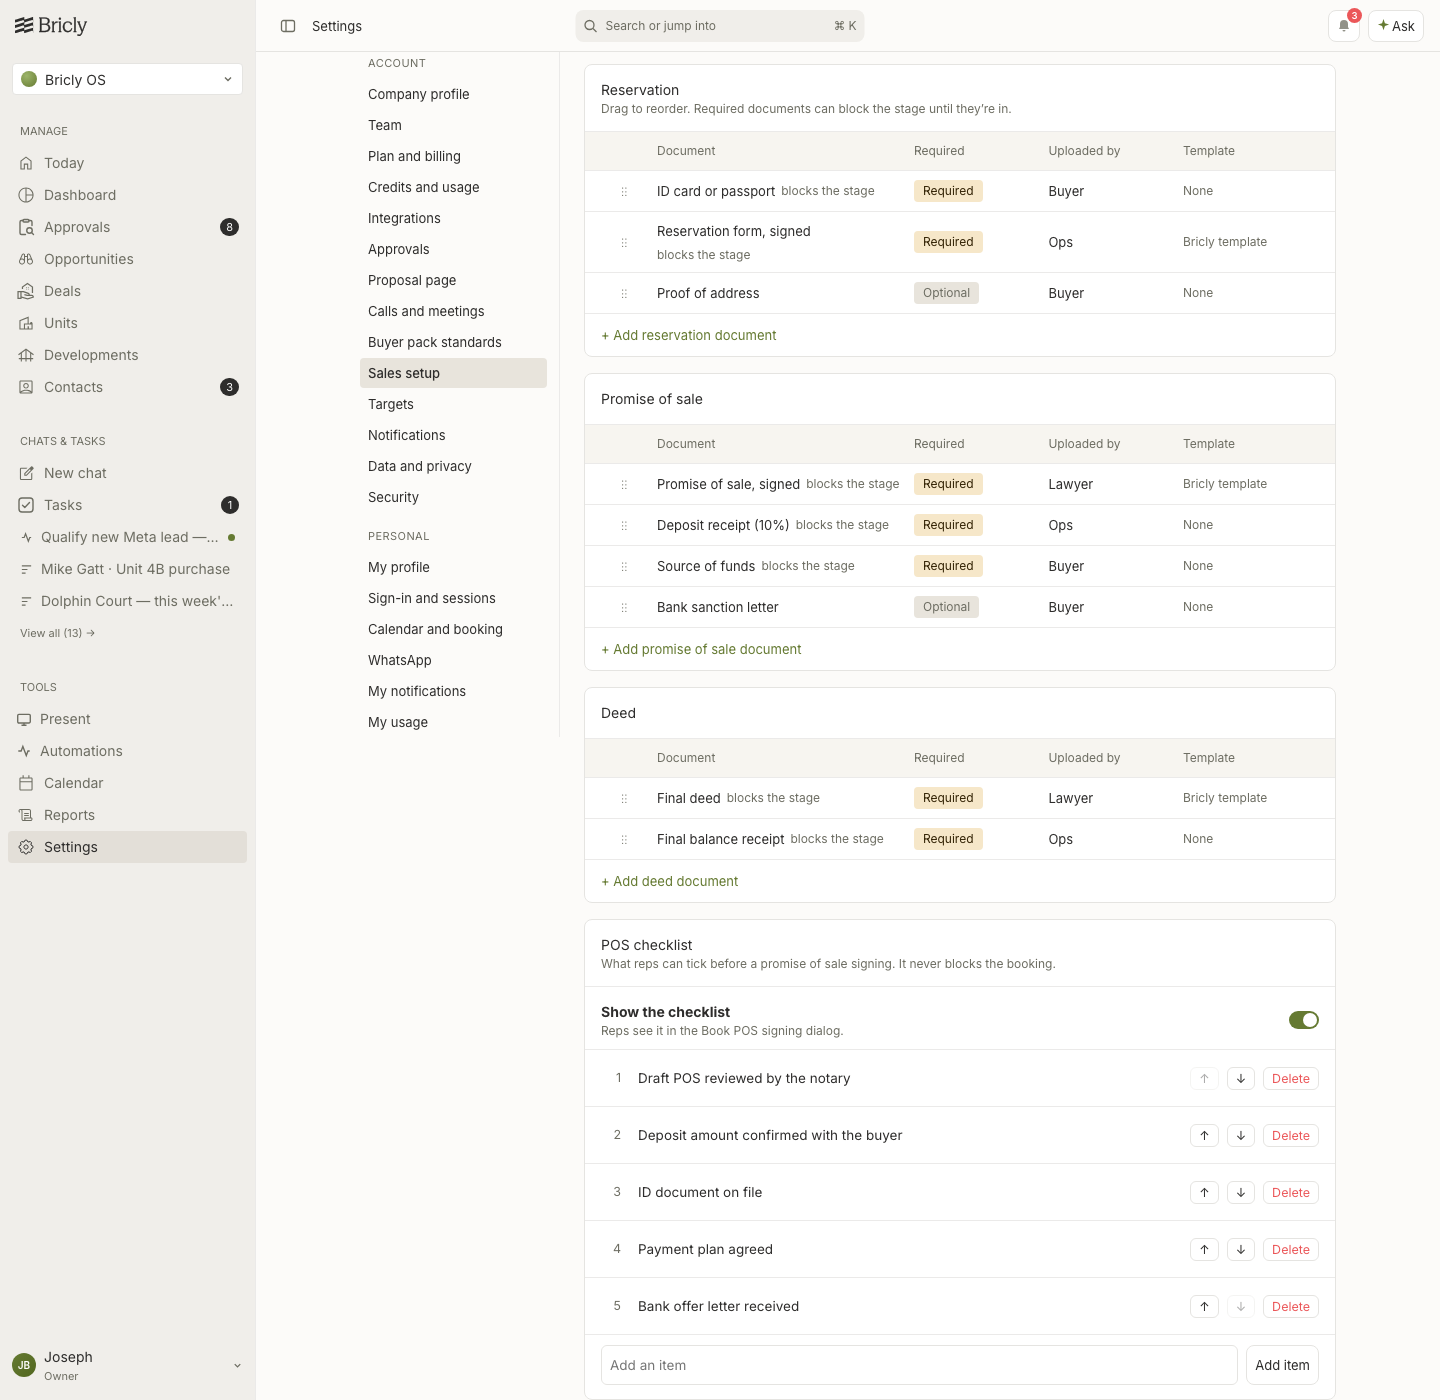 Bricly
Settings
Search or jump into
⌘ K
3
Ask
Bricly OS
MANAGE
Today
Dashboard
Approvals
8
Opportunities
Deals
Units
Developments
Contacts
3
CHATS & TASKS
New chat
Tasks
1
Qualify new Meta lead —...
Mike Gatt · Unit 4B purchase
Dolphin Court — this week'...
View all (13) →
TOOLS
Present
Automations
Calendar
Reports
Settings
JB
Joseph
Owner
ACCOUNT
Company profile
Team
Plan and billing
Credits and usage
Integrations
Approvals
Proposal page
Calls and meetings
Buyer pack standards
Sales setup
Targets
Notifications
Data and privacy
Security
PERSONAL
My profile
Sign-in and sessions
Calendar and booking
WhatsApp
My notifications
My usage
Reservation
Drag to reorder. Required documents can block the stage until they’re in.
Document Required Uploaded by Template
ID card or passport blocks the stage Required Buyer None
Reservation form, signed
blocks the stage
Required Ops Bricly template
Proof of address Optional Buyer None
+ Add reservation document
Promise of sale
Document Required Uploaded by Template
Promise of sale, signed blocks the stage Required Lawyer Bricly template
Deposit receipt (10%) blocks the stage Required Ops None
Source of funds blocks the stage Required Buyer None
Bank sanction letter Optional Buyer None
+ Add promise of sale document
Deed
Document Required Uploaded by Template
Final deed blocks the stage Required Lawyer Bricly template
Final balance receipt blocks the stage Required Ops None
+ Add deed document
POS checklist
What reps can tick before a promise of sale signing. It never blocks the booking.
Show the checklist
Reps see it in the Book POS signing dialog.
1 Draft POS reviewed by the notary ↑ ↓ Delete
2 Deposit amount confirmed with the buyer ↑ ↓ Delete
3 ID document on file ↑ ↓ Delete
4 Payment plan agreed ↑ ↓ Delete
5 Bank offer letter received ↑ ↓ Delete
Add an item
Add item